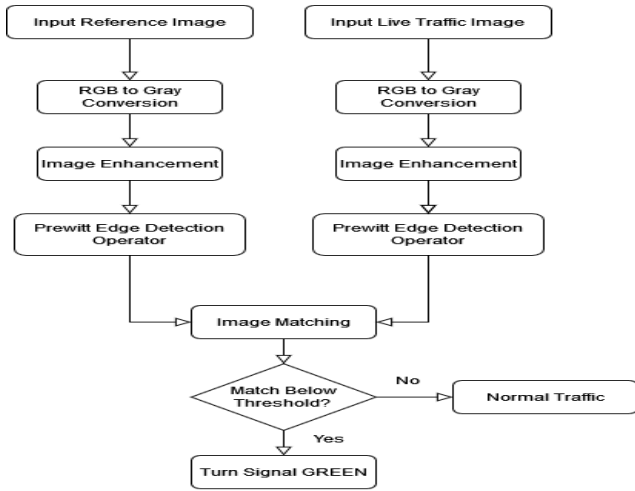 Input Reference Image
Input Live Traffic Image
RGB to Gray
Conversion
RGB to Gray
Conversion
Image Enhancement
Image Enhancement
Prewitt Edge Detection
Operator
Prewitt Edge Detection
Operator
Image Matching
Match Below
Threshold?
No
Normal Traffic
Yes
Turn Signal GREEN